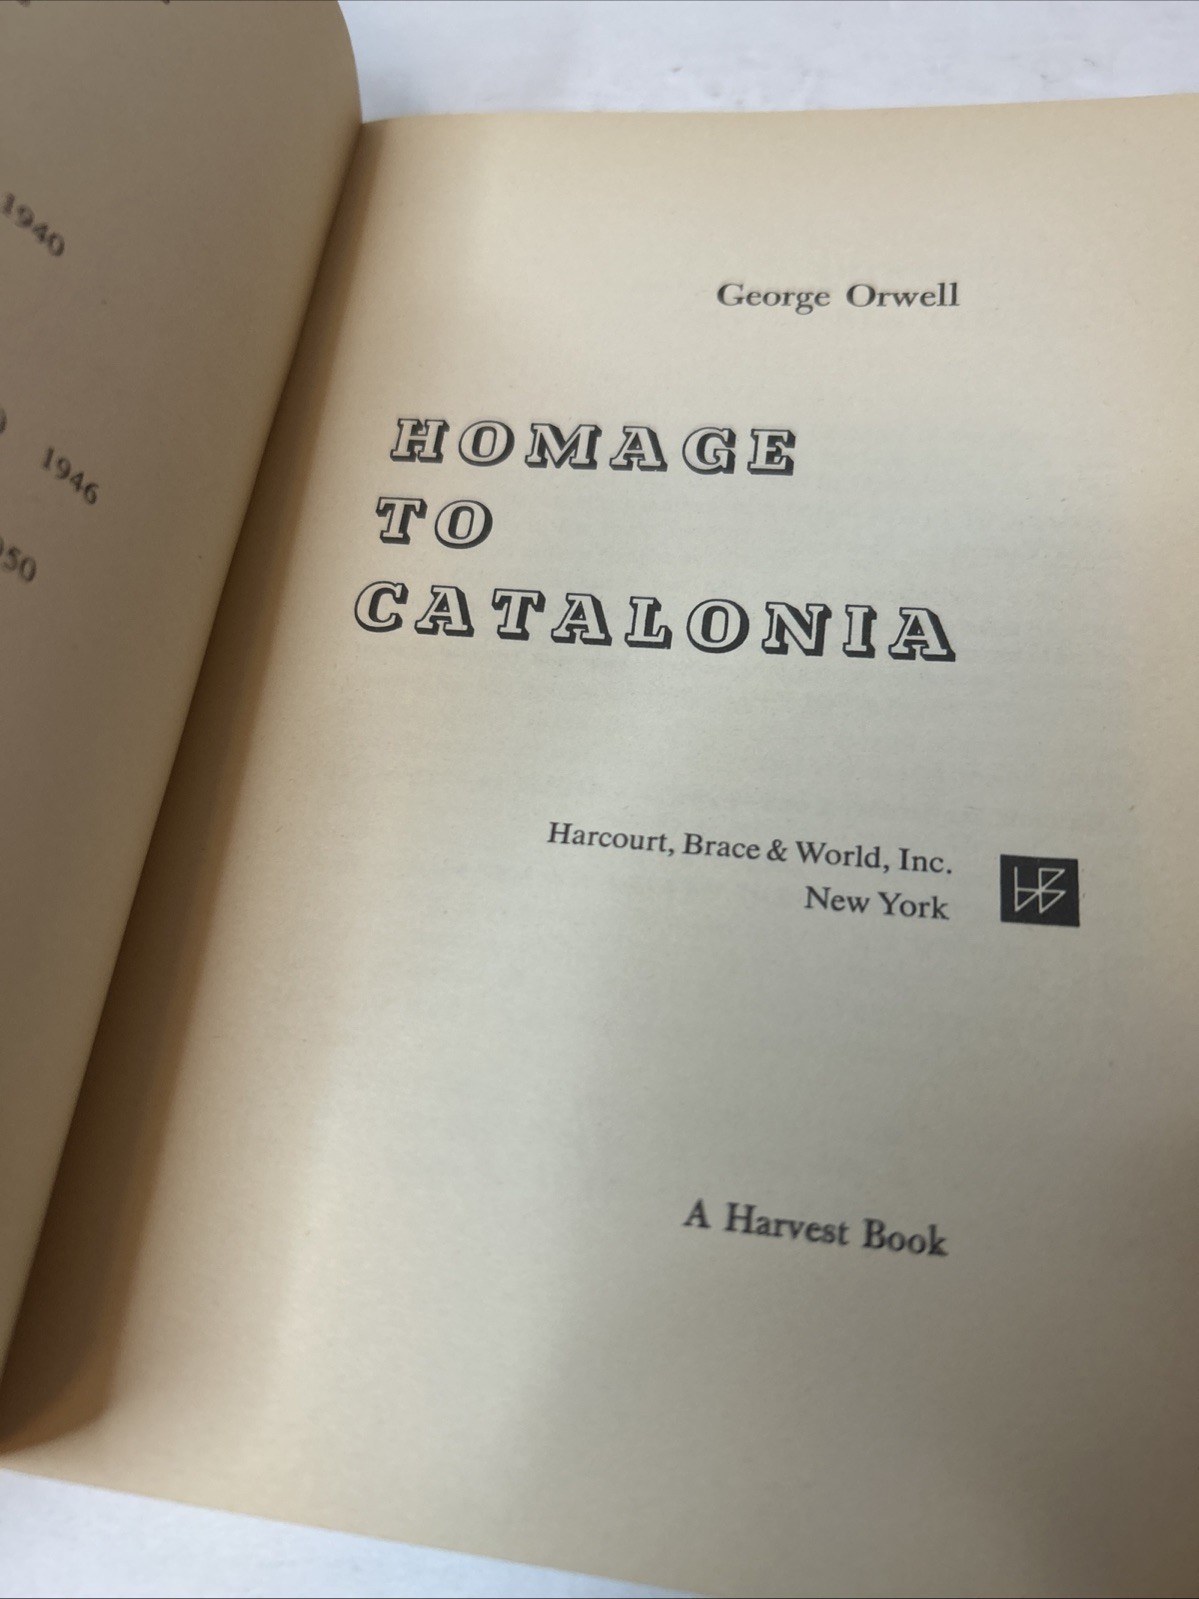 1940
1946
George Orwell
HOMAGE
TO
CATALONIA
Harcourt, Brace & World, Inc.
New York
A Harvest Book